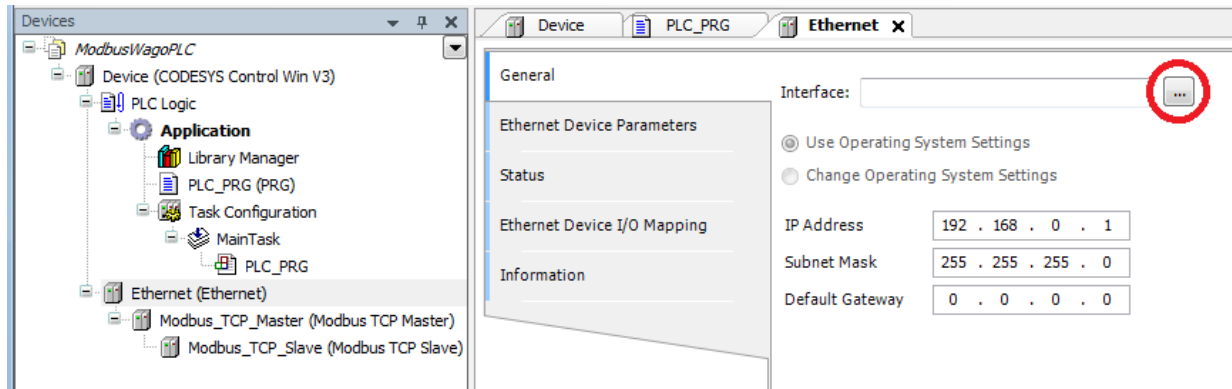 Devices
ModbusWagoPLC
Device (CODESYS Control Win V3)
PLC Logic
Application
Library Manager
PLC_PRG (PRG)
Task Configuration
MainTask
PLC_PRG
Ethernet (Ethernet)
Modbus_TCP_Master (Modbus TCP Master)
Modbus_TCP_Slave (Modbus TCP Slave)
Device PLC_PRG Ethernet X
General
Ethernet Device Parameters
Status
Ethernet Device I/O Mapping
Information
Interface: ...
Use Operating System Settings
Change Operating System Settings
IP Address 192 . 168 . 0 . 1
Subnet Mask 255 . 255 . 255 . 0
Default Gateway 0 . 0 . 0 . 0